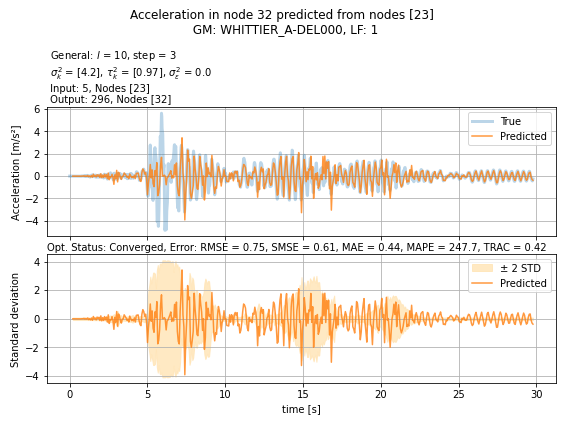 Acceleration in node 32 predicted from nodes [23]
GM: WHITTIER_A-DEL000, LF: 1
General: l = 10, step = 3
σ²ₖ = [4.2], τ²ₖ = [0.97], σ²ε = 0.0
Input: 5, Nodes [23]
Output: 296, Nodes [32]
6
4
2
0
−2
−4
Acceleration [m/s²]
True
Predicted
Opt. Status: Converged, Error: RMSE = 0.75, SMSE = 0.61, MAE = 0.44, MAPE = 247.7, TRAC = 0.42
4
2
0
−2
−4
Standard deviation
± 2 STD
Predicted
0 5 10 15 20 25 30
time [s]